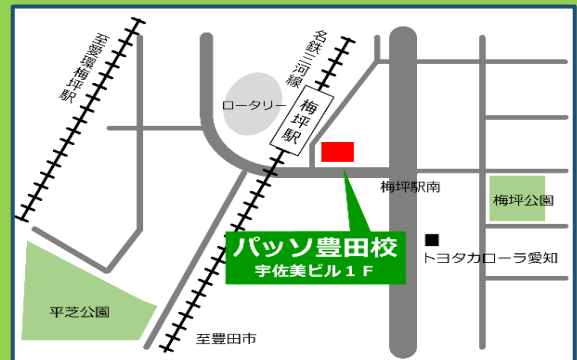 至愛環梅坪駅
名鉄三河線
ロータリー
梅坪駅
梅坪駅南
梅坪公園
パッソ豊田校
宇佐美ビル１Ｆ
トヨタカローラ愛知
平芝公園
至豊田市